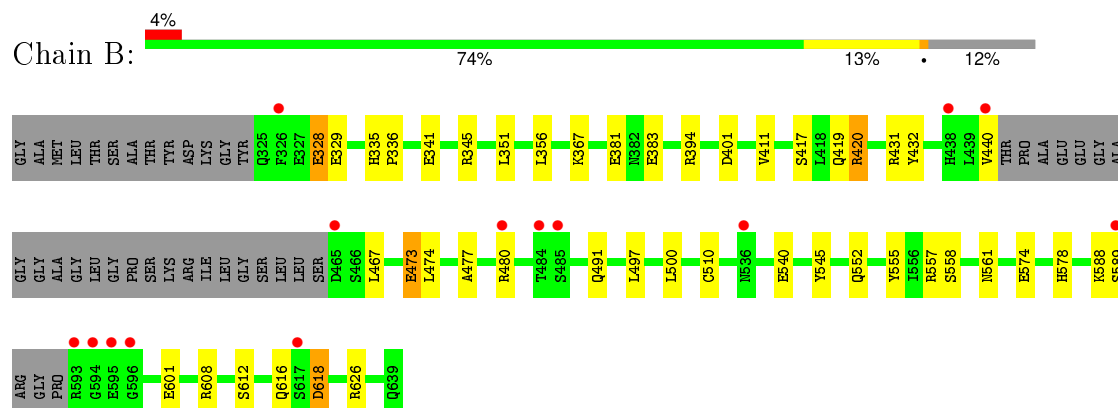 4%
Chain B:
74% 13% • 12%
GLY ALA MET LEU THR SER ALA THR TYR ASP LYS GLY TYR Q325 F326 E327 E328 E329 H335 P336 E341 R345 L351 L356 K367 E381 N382 E383 R394 D401 V411 S417 L418 Q419 R420 R431 Y432 H438 L439 V440 THR PRO ALA GLU GLU GLY ALA
GLY GLY ALA GLY LEU GLY PRO SER LYS ARG ILE LEU GLY SER LEU LEU SER D465 S466 L467 E473 L474 A477 R480 T484 S485 Q491 L497 L500 C510 N536 E540 Y545 Q552 Y555 I556 R557 S558 N561 E574 H578 K588 S589
ARG GLY PRO R593 G594 E595 G596 E601 R608 S612 Q616 S617 D618 R626 Q639